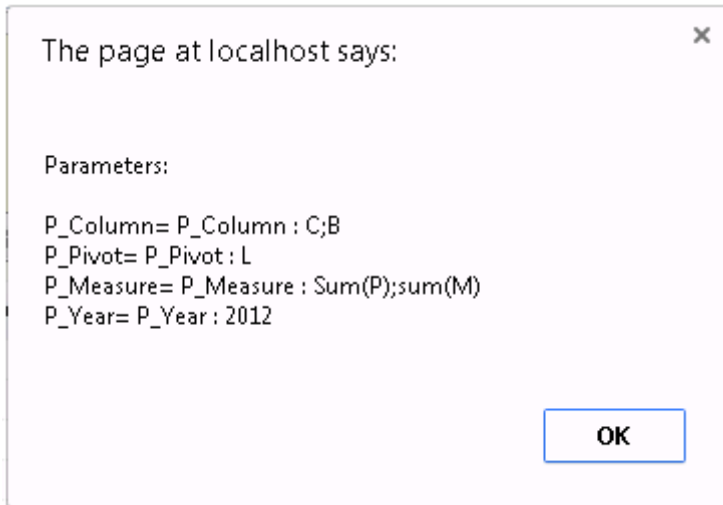 The page at localhost says:
Parameters:
P_Column= P_Column : C;B
P_Pivot= P_Pivot : L
P_Measure= P_Measure : Sum(P);sum(M)
P_Year= P_Year : 2012
OK